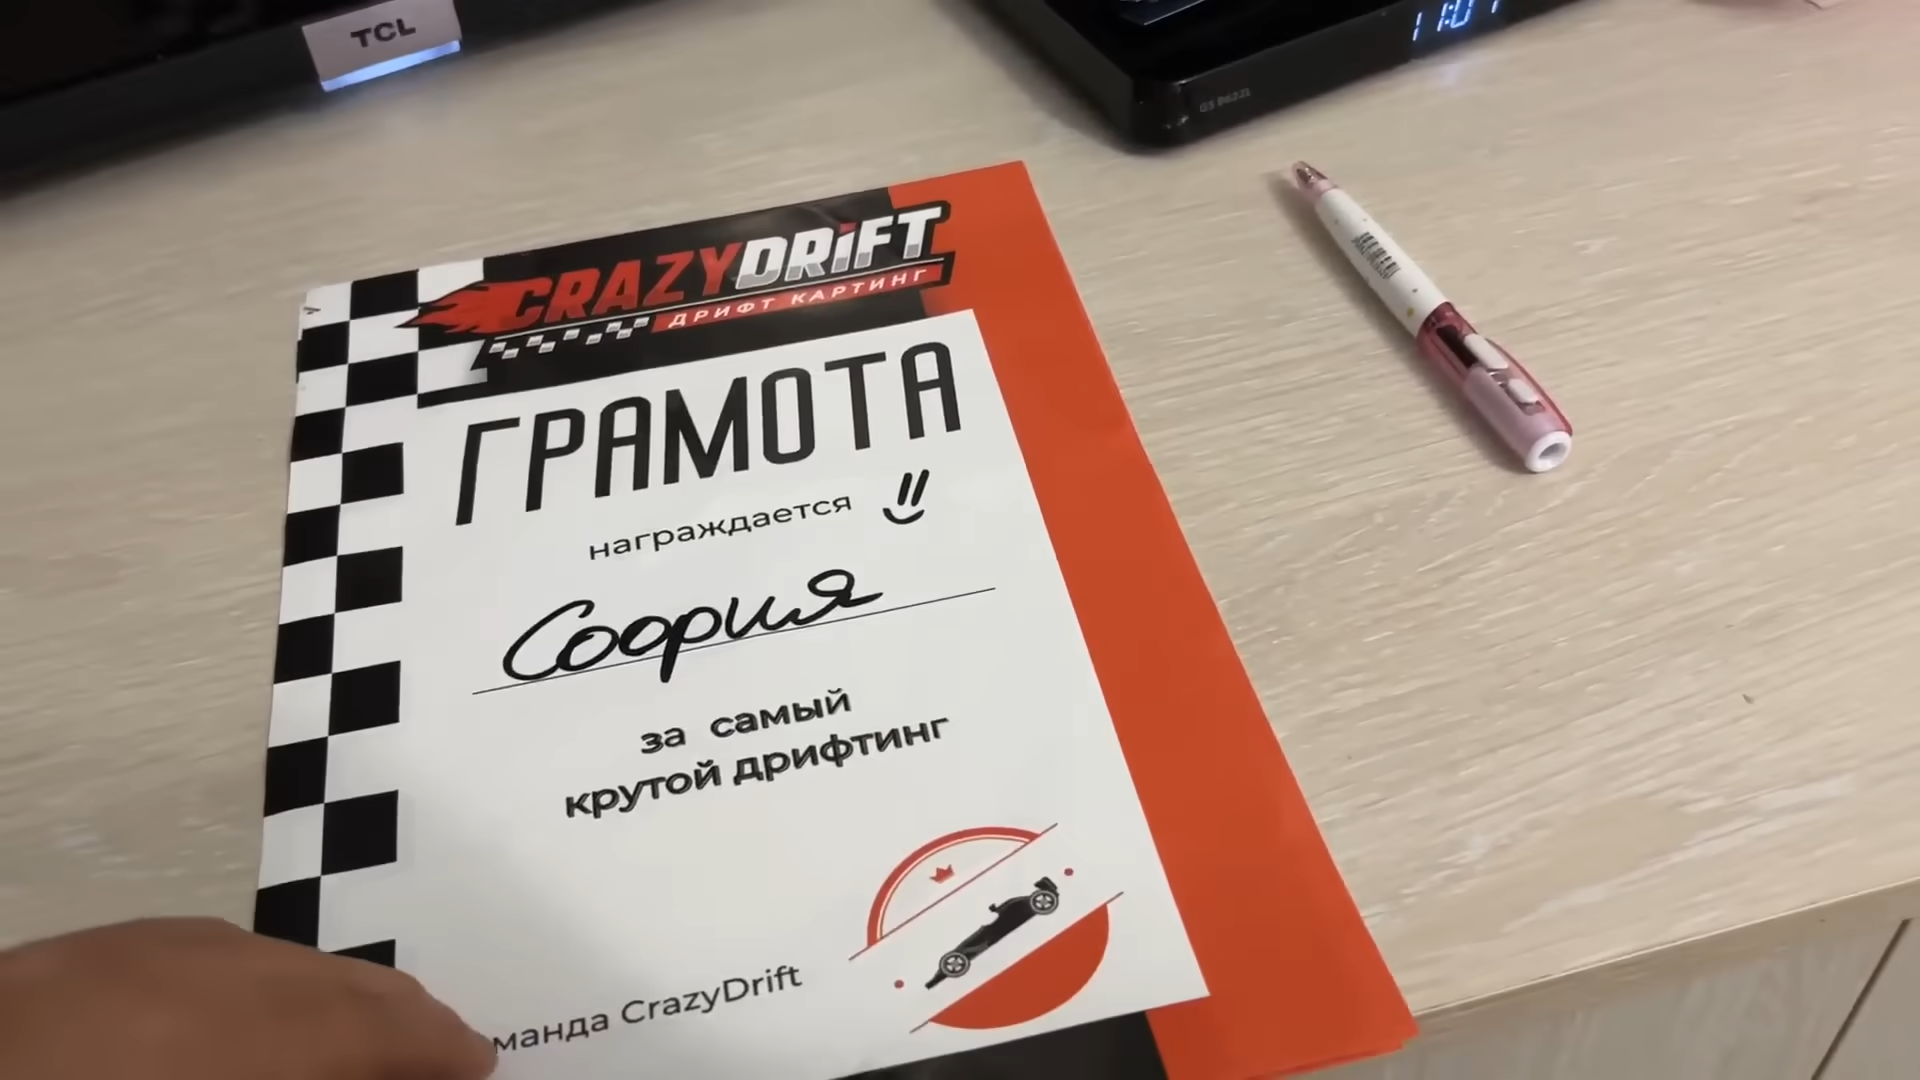 TCL
CRAZYDRIFT
ДРИФТ КАРТИНГ
ГРАМОТА
награждается
София
за самый
крутой дрифтинг
манда CrazyDrift